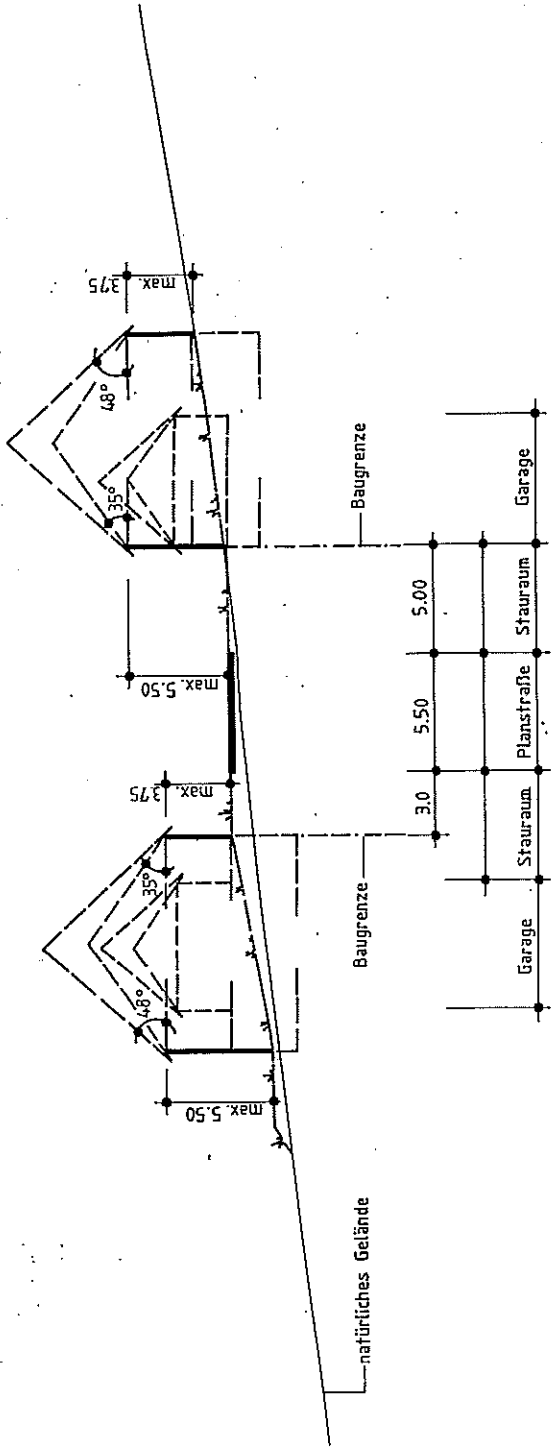 48°
35°
max. 3.75
max. 5.50
35°
48°
max. 3.75
max. 5.50
natürliches Gelände
Baugrenze
Baugrenze
3.0
5.50
5.00
Garage
Stauraum
Planstraße
Stauraum
Garage